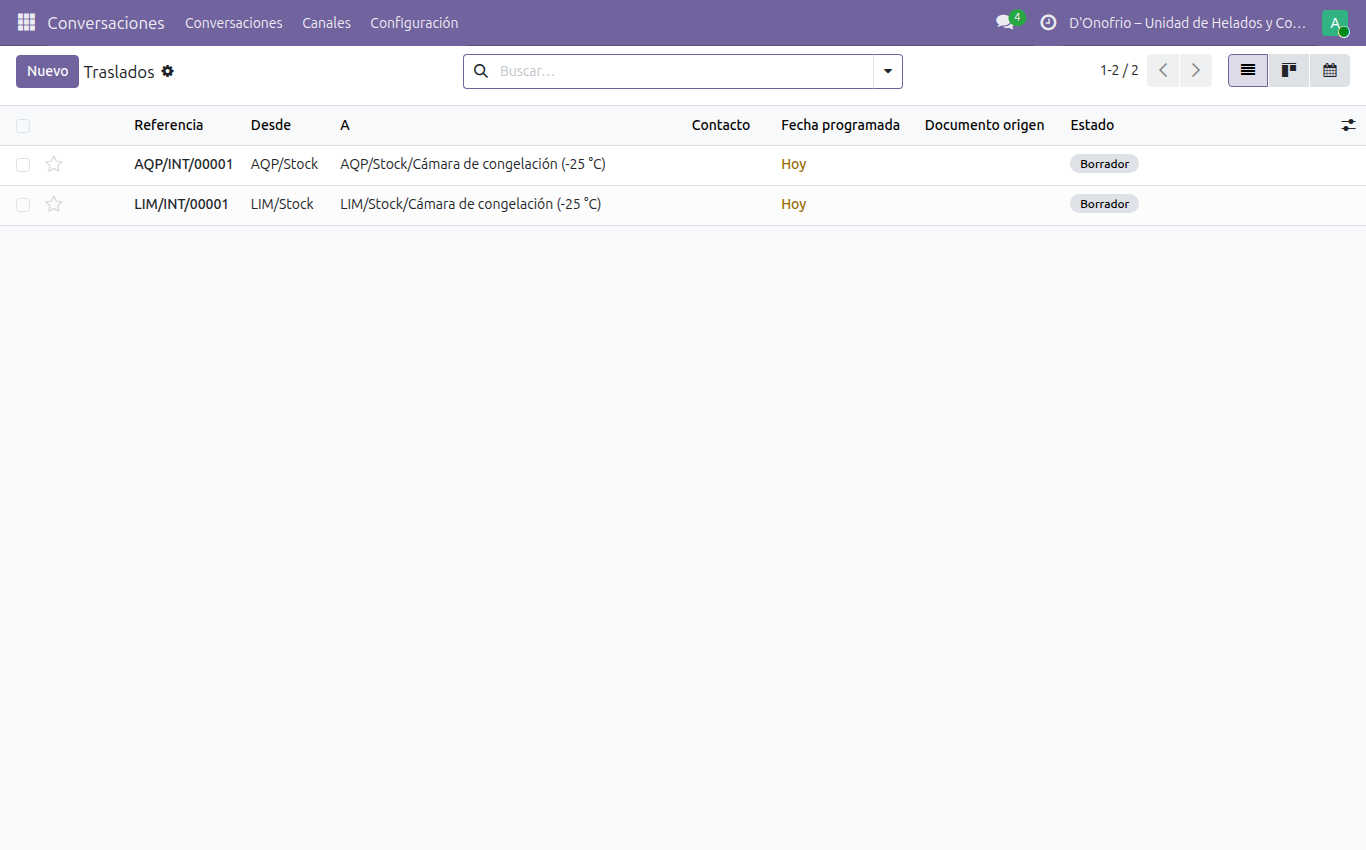 Conversaciones Conversaciones Canales Configuración 4 D'Onofrio – Unidad de Helados y Co... A
Nuevo Traslados Buscar... 1-2 / 2
Referencia Desde A Contacto Fecha programada Documento origen Estado
AQP/INT/00001 AQP/Stock AQP/Stock/Cámara de congelación (-25 °C) Hoy Borrador
LIM/INT/00001 LIM/Stock LIM/Stock/Cámara de congelación (-25 °C) Hoy Borrador